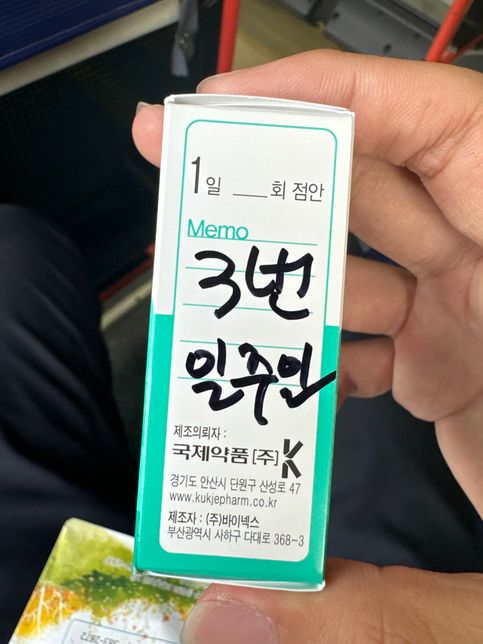 1일 ___회 점안
Memo
3번
일주일
제조의뢰자 :
국제약품(주)
경기도 안산시 단원구 산성로 47
www.kukjepharm.co.kr
제조자 : (주)바이넥스
부산광역시 사하구 다대로 368-3